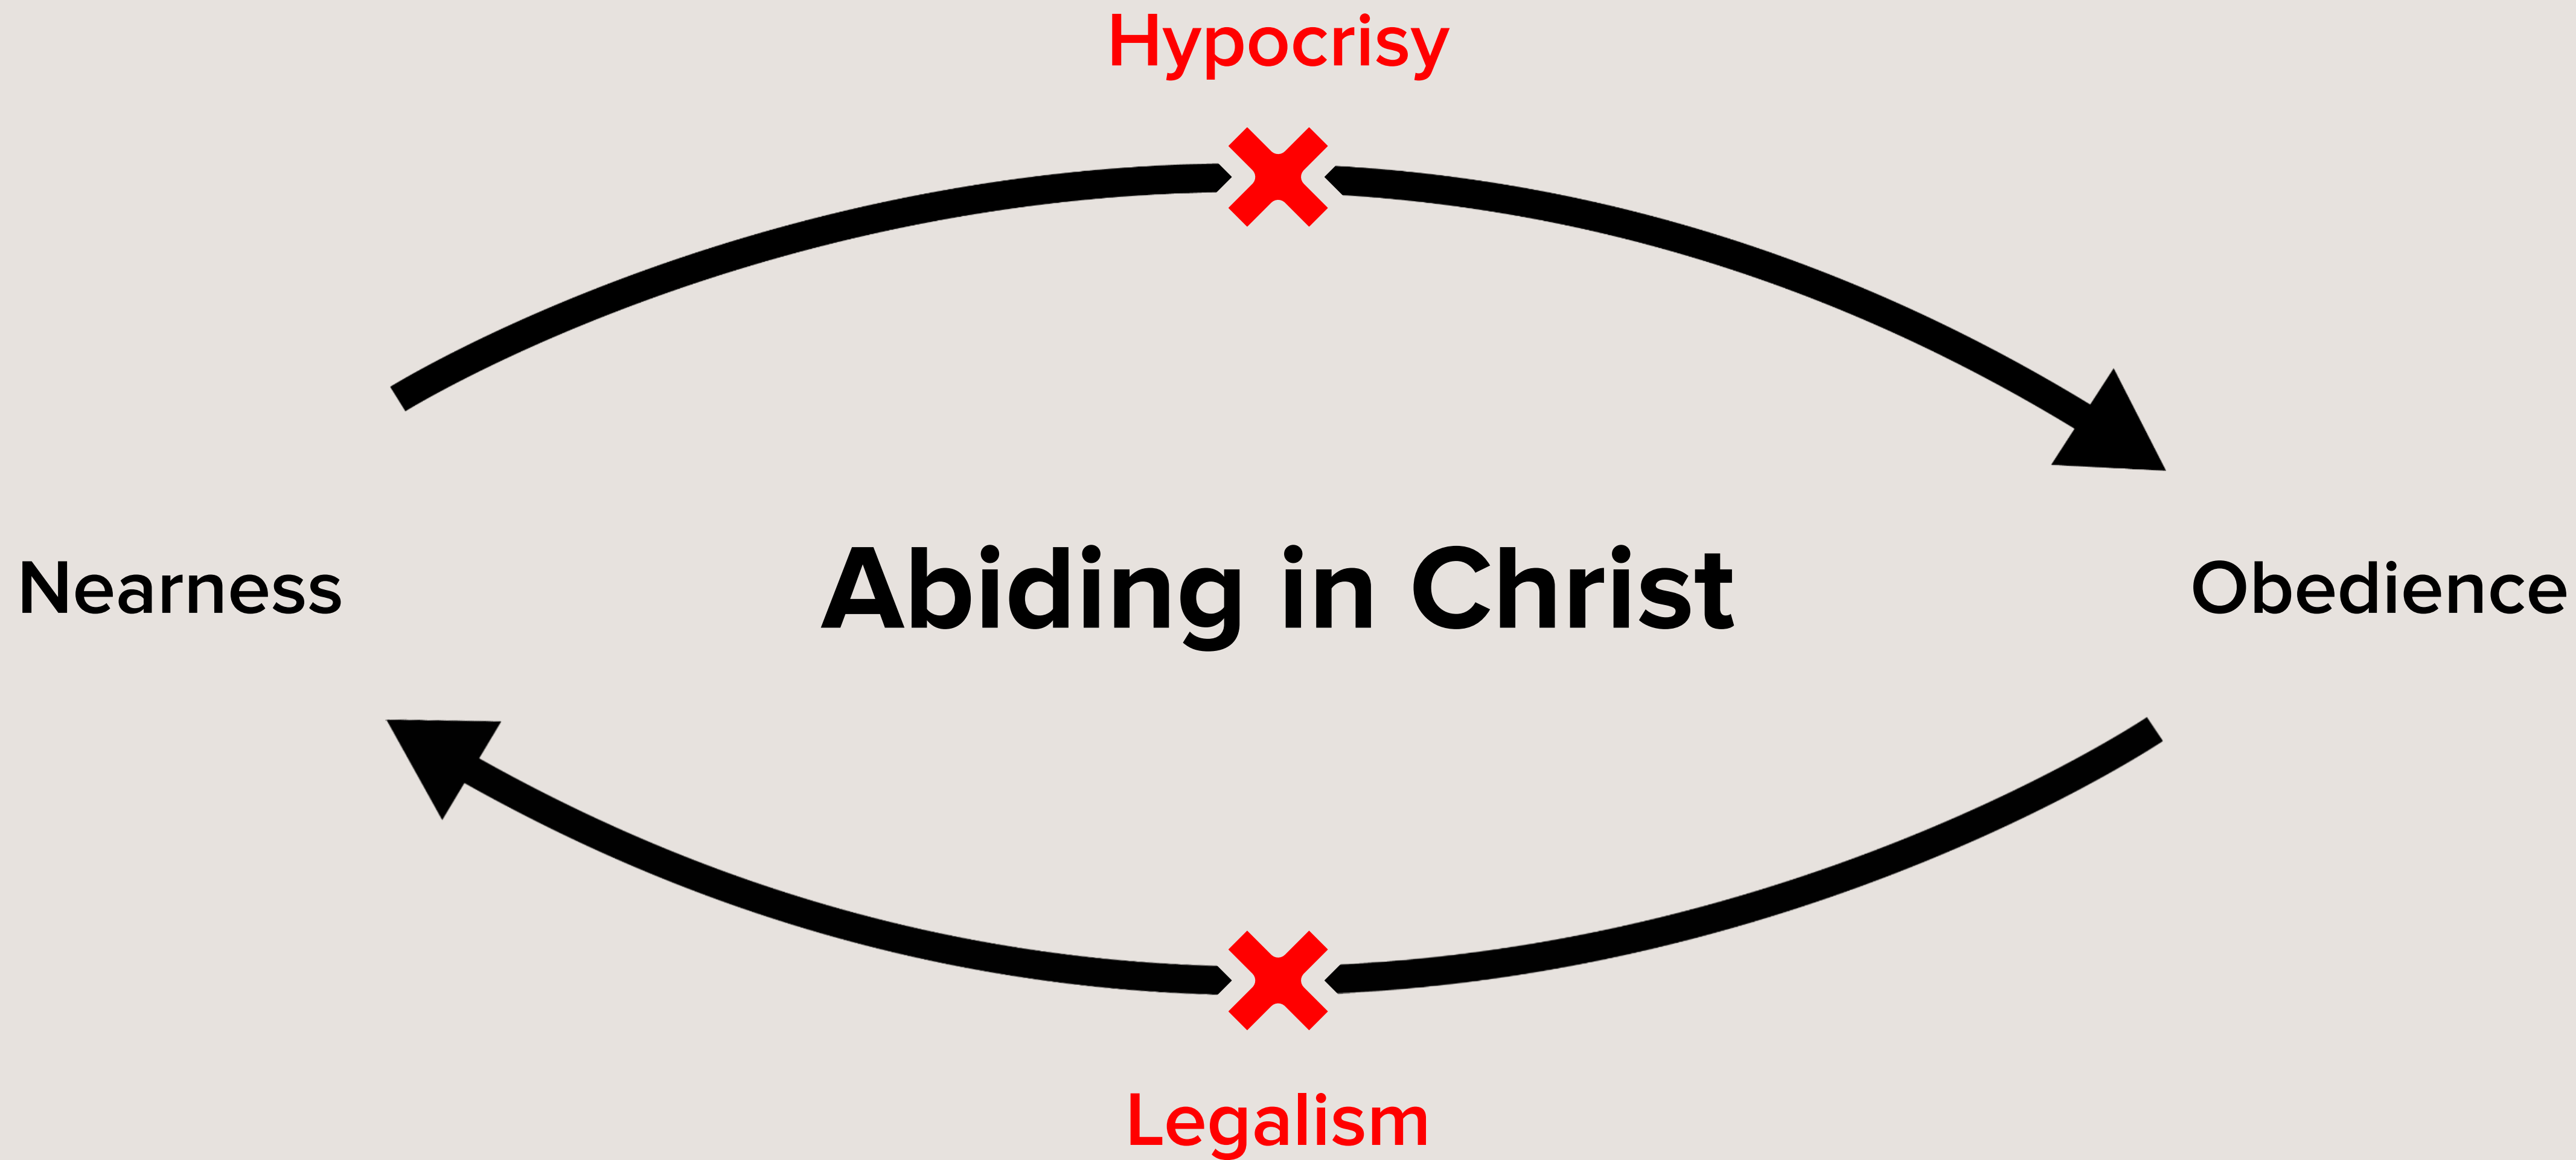 Hypocrisy
Nearness
Abiding in Christ
Obedience
Legalism